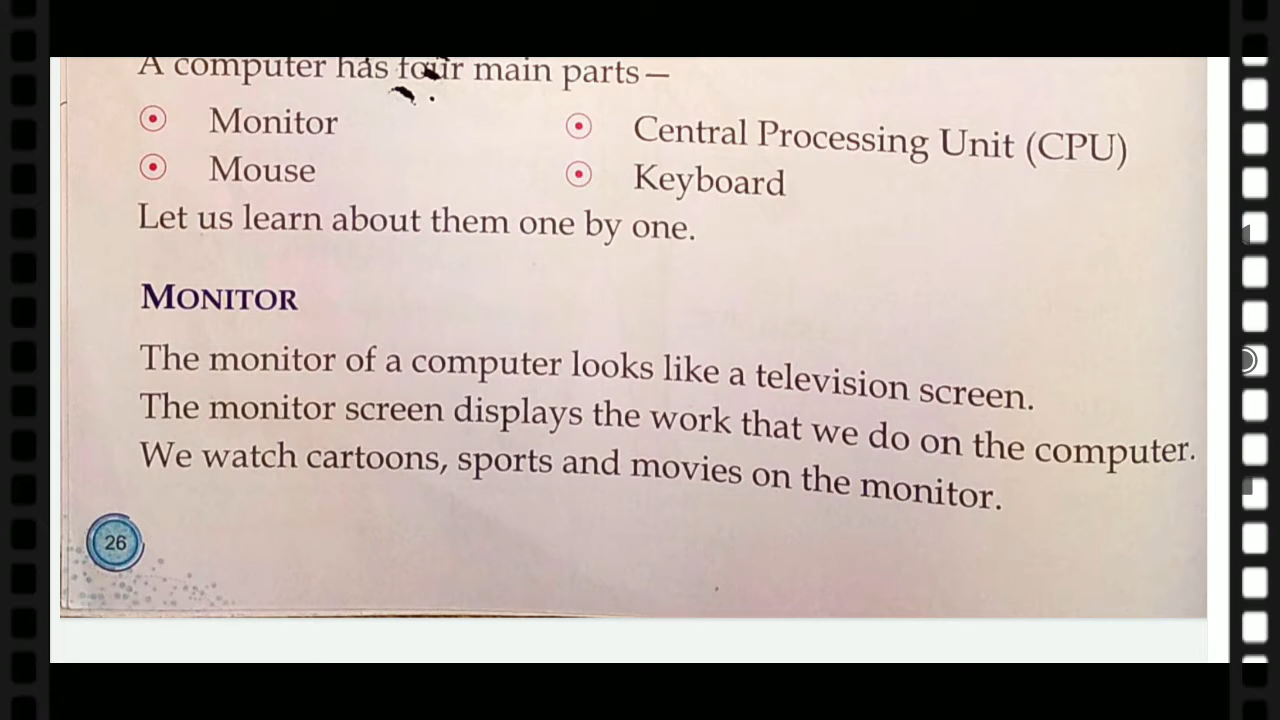 A computer has four main parts—
Monitor
Central Processing Unit (CPU)
Mouse
Keyboard
Let us learn about them one by one.
MONITOR
The monitor of a computer looks like a television screen.
The monitor screen displays the work that we do on the computer.
We watch cartoons, sports and movies on the monitor.
26